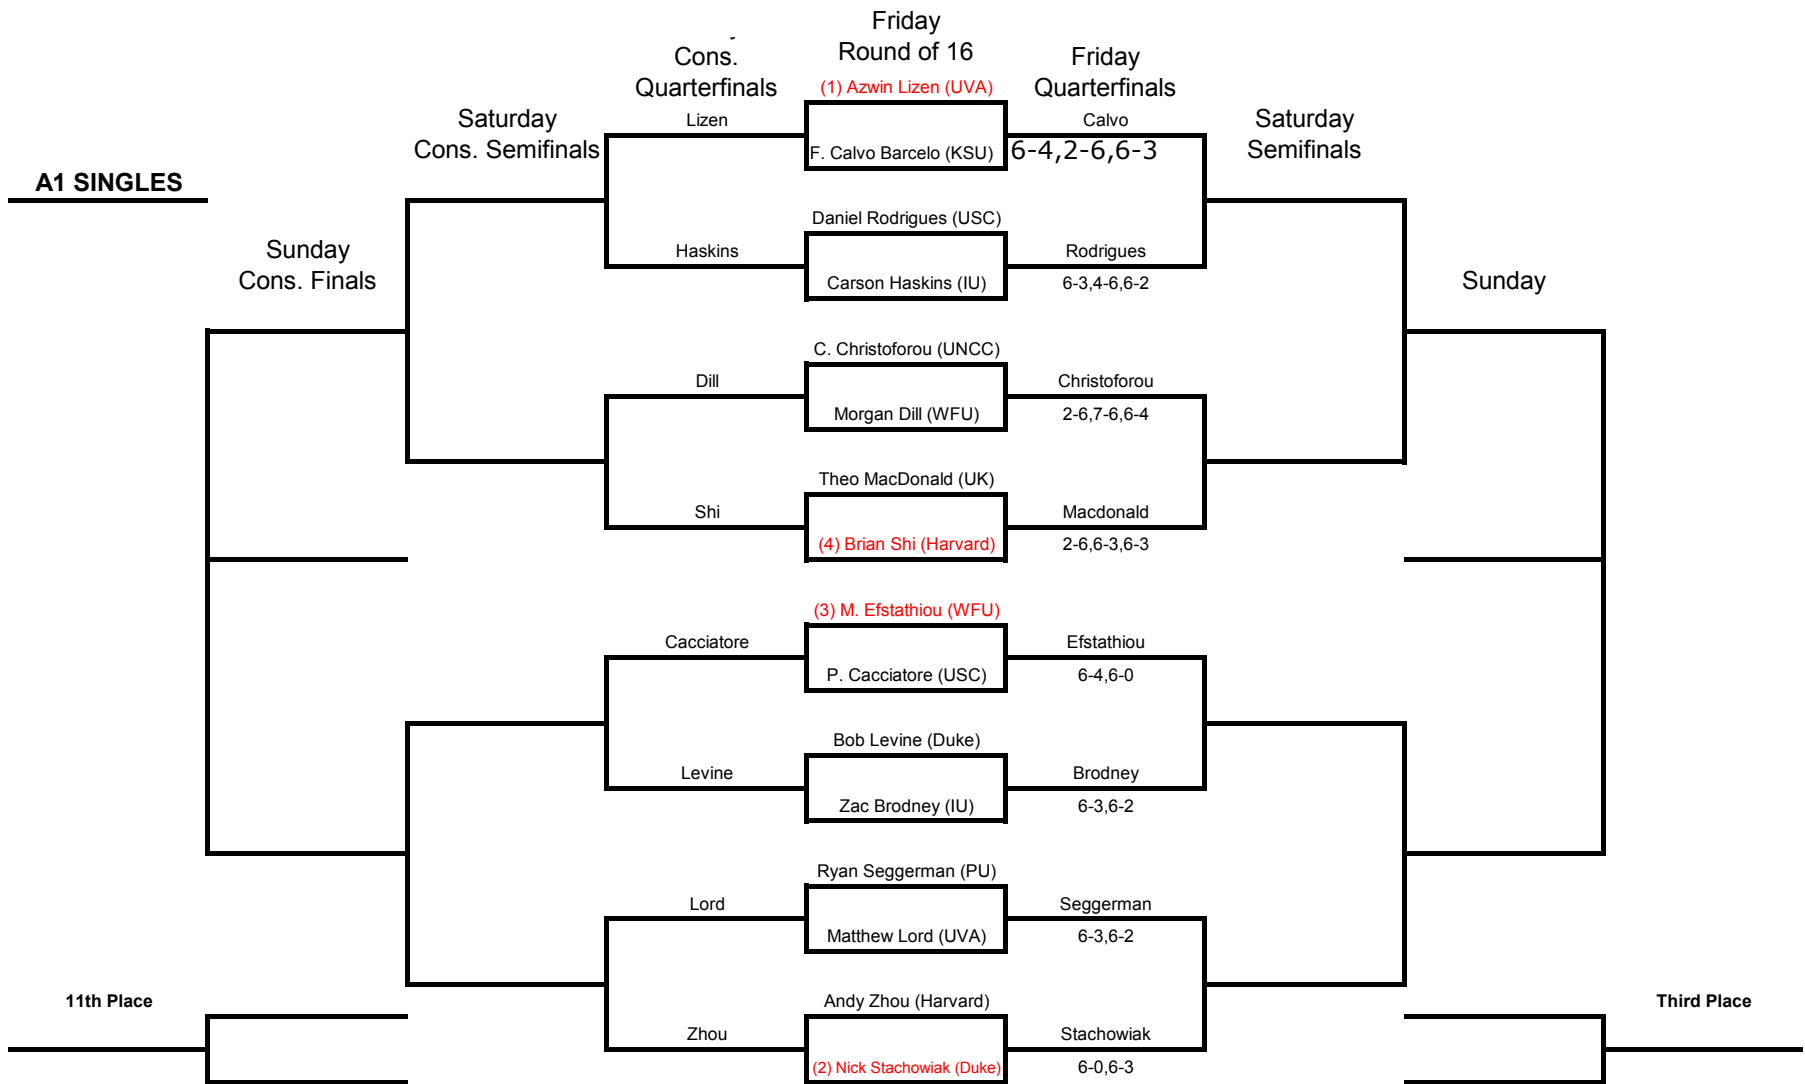 Friday
Round of 16
Cons.
Quarterfinals
Friday
Quarterfinals
(1) Azwin Lizen (UVA)
Saturday
Cons. Semifinals
Lizen
Calvo
Saturday
Semifinals
F. Calvo Barcelo (KSU)
6-4,2-6,6-3
A1 SINGLES
Daniel Rodrigues (USC)
Sunday
Cons. Finals
Haskins
Rodrigues
Carson Haskins (IU)
6-3,4-6,6-2
Sunday
C. Christoforou (UNCC)
Dill
Christoforou
Morgan Dill (WFU)
2-6,7-6,6-4
Theo MacDonald (UK)
Shi
Macdonald
(4) Brian Shi (Harvard)
2-6,6-3,6-3
(3) M. Efstathiou (WFU)
Cacciatore
Efstathiou
P. Cacciatore (USC)
6-4,6-0
Bob Levine (Duke)
Levine
Brodney
Zac Brodney (IU)
6-3,6-2
Ryan Seggerman (PU)
Lord
Seggerman
Matthew Lord (UVA)
6-3,6-2
11th Place
Andy Zhou (Harvard)
Third Place
Zhou
Stachowiak
(2) Nick Stachowiak (Duke)
6-0,6-3